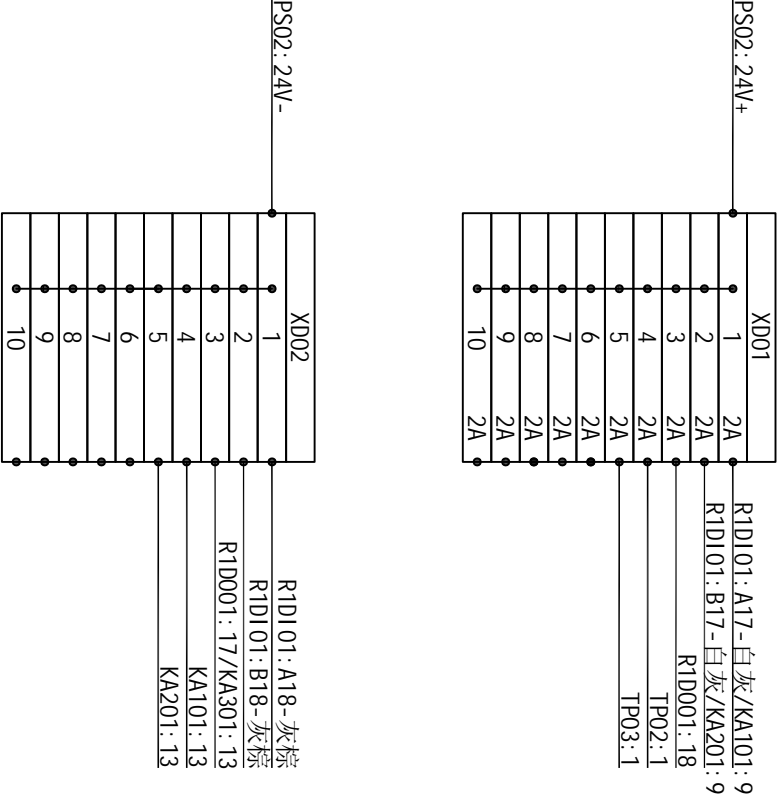 PS02:24V+
XD01
1 2A R1DI01:A17-白灰/KA101:9
2 2A R1DI01:B17-白灰/KA201:9
3 2A R1D001:18
4 2A TP02:1
5 2A TP03:1
6 2A
7 2A
8 2A
9 2A
10 2A
PS02:24V-
XD02
1 R1DI01:A18-灰棕
2 R1DI01:B18-灰棕
3 R1D001:17/KA301:13
4 KA101:13
5 KA201:13
6
7
8
9
10